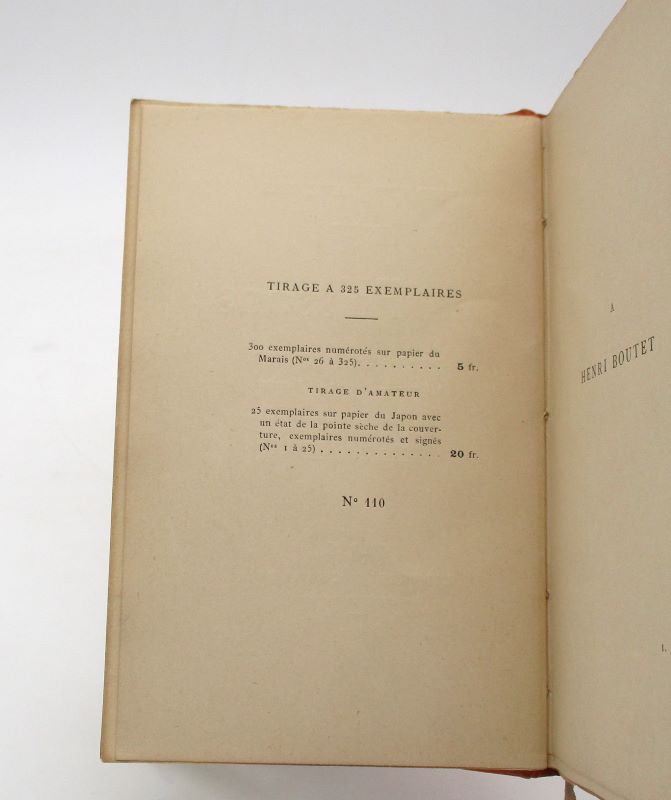 TIRAGE A 325 EXEMPLAIRES
300 exemplaires numérotés sur papier du
Marais (Nos 26 à 325). . . . . . . . . . . 5 fr.
TIRAGE D'AMATEUR
25 exemplaires sur papier du Japon avec
un état de la pointe sèche de la couver-
ture, exemplaires numérotés et signés
(Nos 1 à 25) . . . . . . . . . . . . . . . 20 fr.
No 110
A
HENRI BOUTET
1.